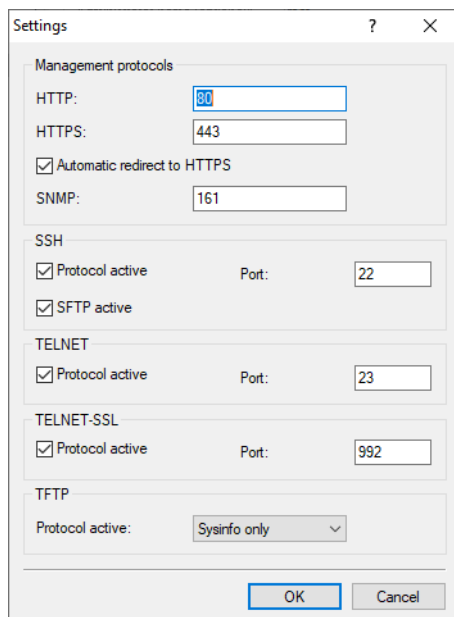 Settings ?
Management protocols
HTTP: 80
HTTPS: 443
Automatic redirect to HTTPS
SNMP: 161
SSH
Protocol active Port: 22
SFTP active
TELNET
Protocol active Port: 23
TELNET-SSL
Protocol active Port: 992
TFTP
Protocol active: Sysinfo only
OK Cancel